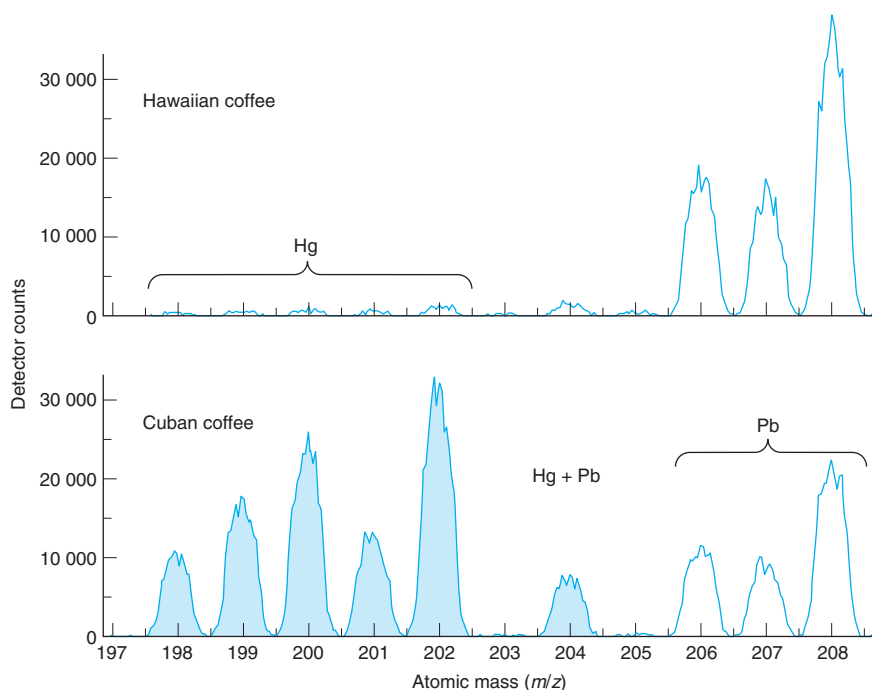 30 000
Hawaiian coffee
20 000
Hg
10 000
0
Detector counts
30 000
Cuban coffee
Pb
20 000
Hg + Pb
10 000
0
197 198 199 200 201 202 203 204 205 206 207 208
Atomic mass (m/z)